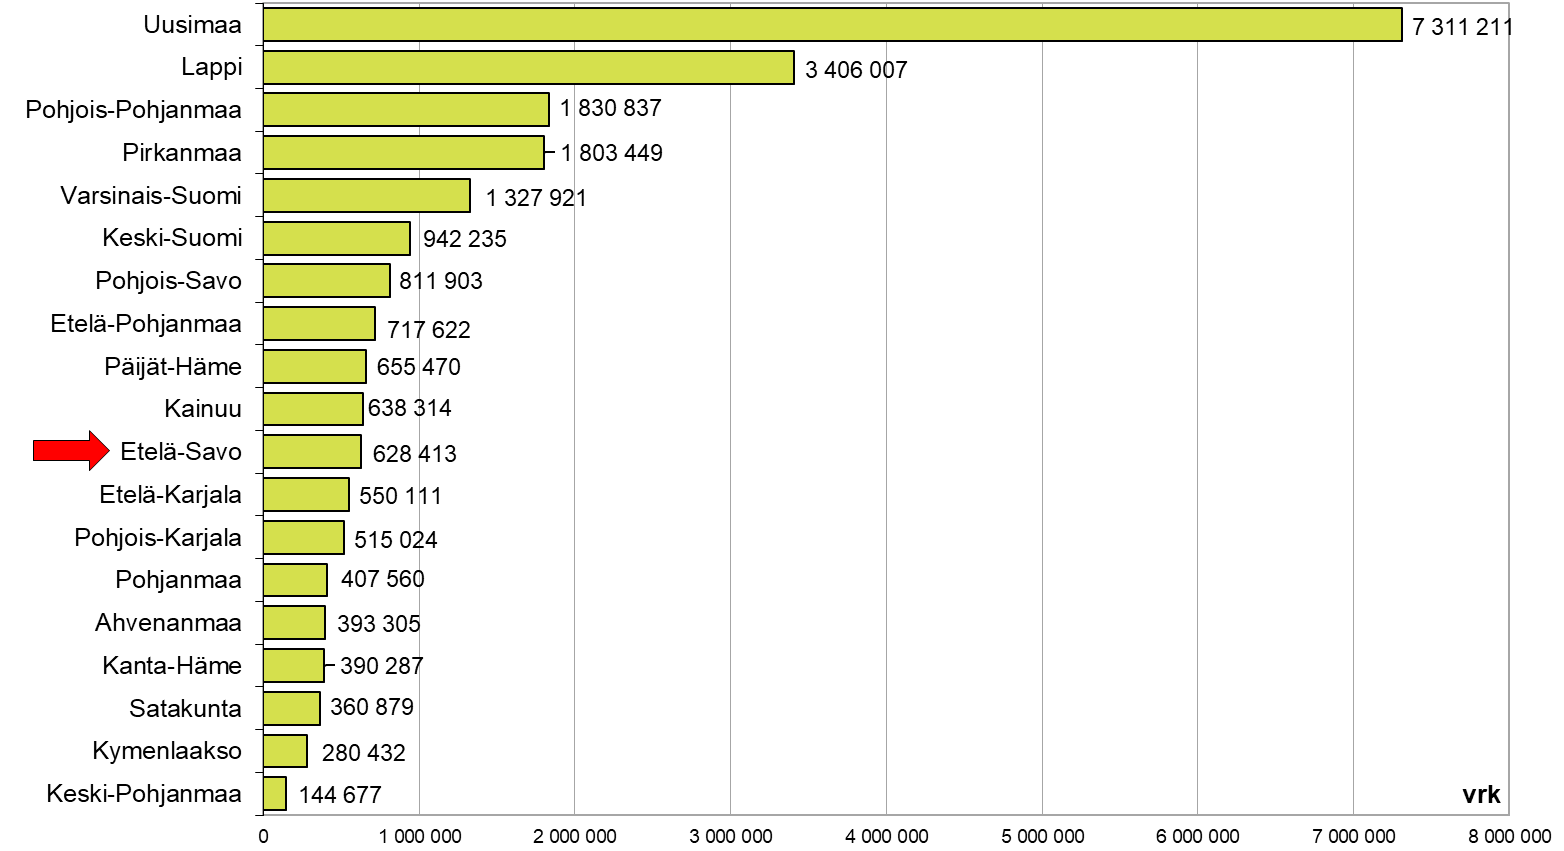 Uusimaa 7 311 211
Lappi 3 406 007
Pohjois-Pohjanmaa 1 830 837
Pirkanmaa 1 803 449
Varsinais-Suomi 1 327 921
Keski-Suomi 942 235
Pohjois-Savo 811 903
Etelä-Pohjanmaa 717 622
Päijät-Häme 655 470
Kainuu 638 314
Etelä-Savo 628 413
Etelä-Karjala 550 111
Pohjois-Karjala 515 024
Pohjanmaa 407 560
Ahvenanmaa 393 305
Kanta-Häme 390 287
Satakunta 360 879
Kymenlaakso 280 432
Keski-Pohjanmaa 144 677 vrk
0 1 000 000 2 000 000 3 000 000 4 000 000 5 000 000 6 000 000 7 000 000 8 000 000